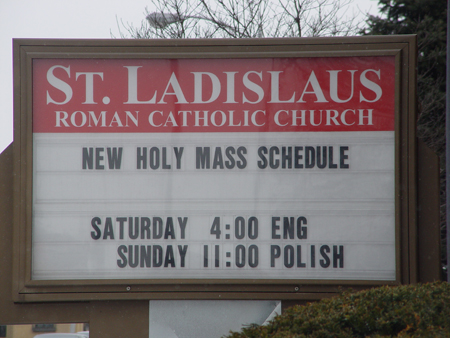 ST. LADISLAUS
ROMAN CATHOLIC CHURCH
NEW HOLY MASS SCHEDULE
SATURDAY 4:00 ENG
SUNDAY 11:00 POLISH